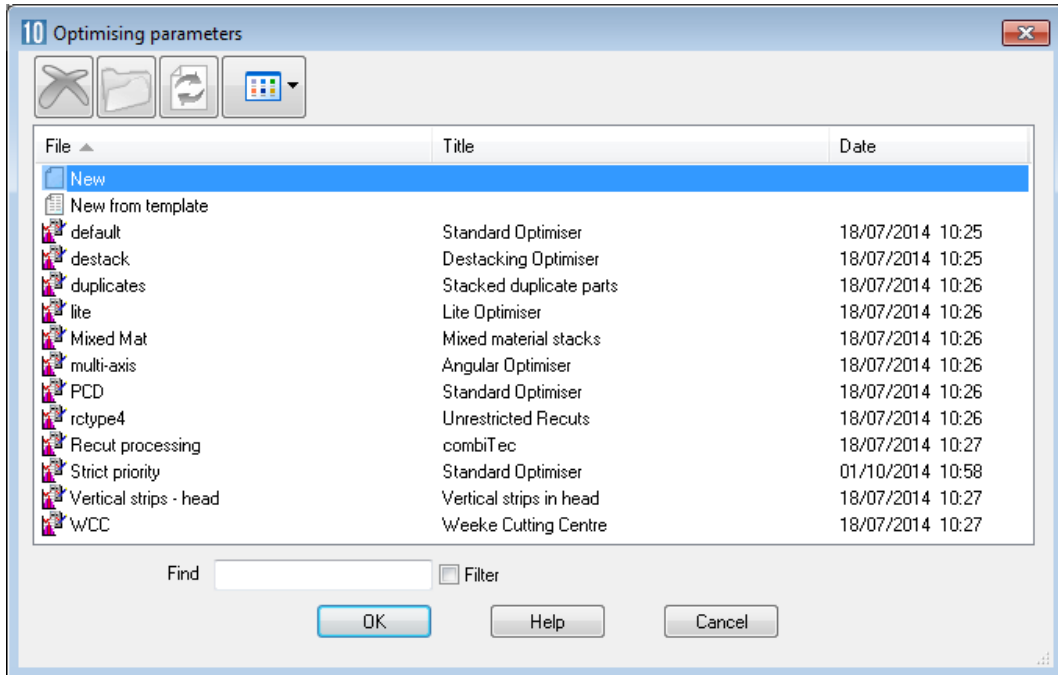 10 Optimising parameters
File Title Date
New
New from template
default Standard Optimiser 18/07/2014 10:25
destack Destacking Optimiser 18/07/2014 10:25
duplicates Stacked duplicate parts 18/07/2014 10:26
lite Lite Optimiser 18/07/2014 10:26
Mixed Mat Mixed material stacks 18/07/2014 10:26
multi-axis Angular Optimiser 18/07/2014 10:26
PCD Standard Optimiser 18/07/2014 10:26
rctype4 Unrestricted Recuts 18/07/2014 10:26
Recut processing combiTec 18/07/2014 10:27
Strict priority Standard Optimiser 01/10/2014 10:58
Vertical strips - head Vertical strips in head 18/07/2014 10:27
WCC Weeke Cutting Centre 18/07/2014 10:27
Find Filter
OK Help Cancel